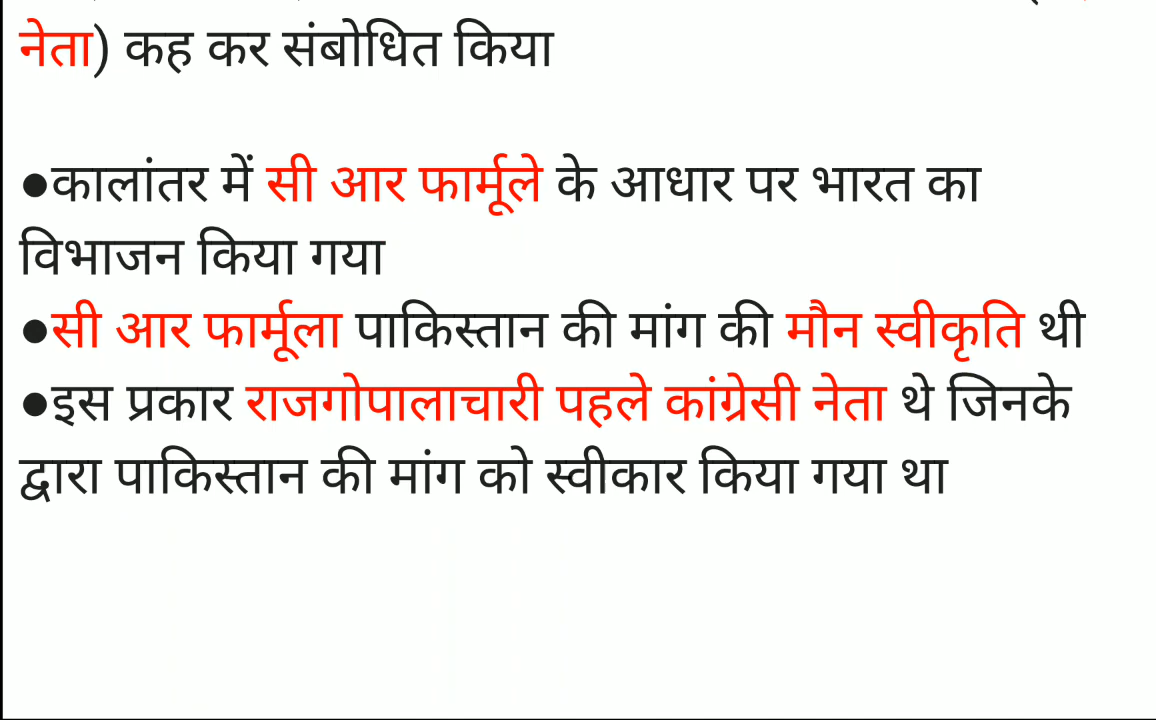 नेता) कह कर संबोधित किया
●कालांतर में सी आर फार्मूले के आधार पर भारत का
विभाजन किया गया
●सी आर फार्मूला पाकिस्तान की मांग की मौन स्वीकृति थी
●इस प्रकार राजगोपालाचारी पहले कांग्रेसी नेता थे जिनके
द्वारा पाकिस्तान की मांग को स्वीकार किया गया था